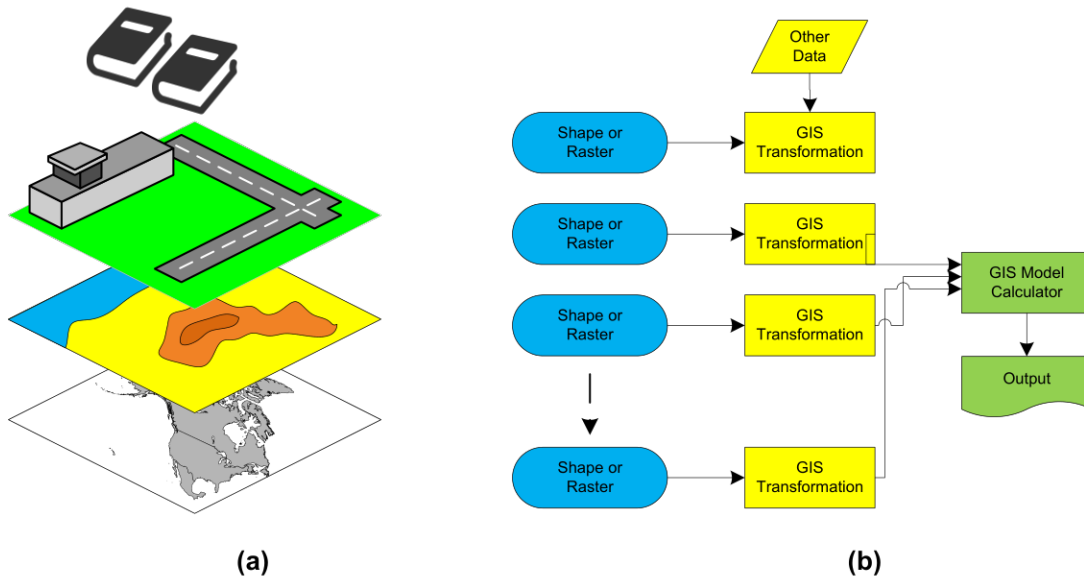 Other
Data
Shape or
Raster
GIS
Transformation
Shape or
Raster
GIS
Transformation
GIS Model
Calculator
Shape or
Raster
GIS
Transformation
Output
Shape or
Raster
GIS
Transformation
(a)
(b)